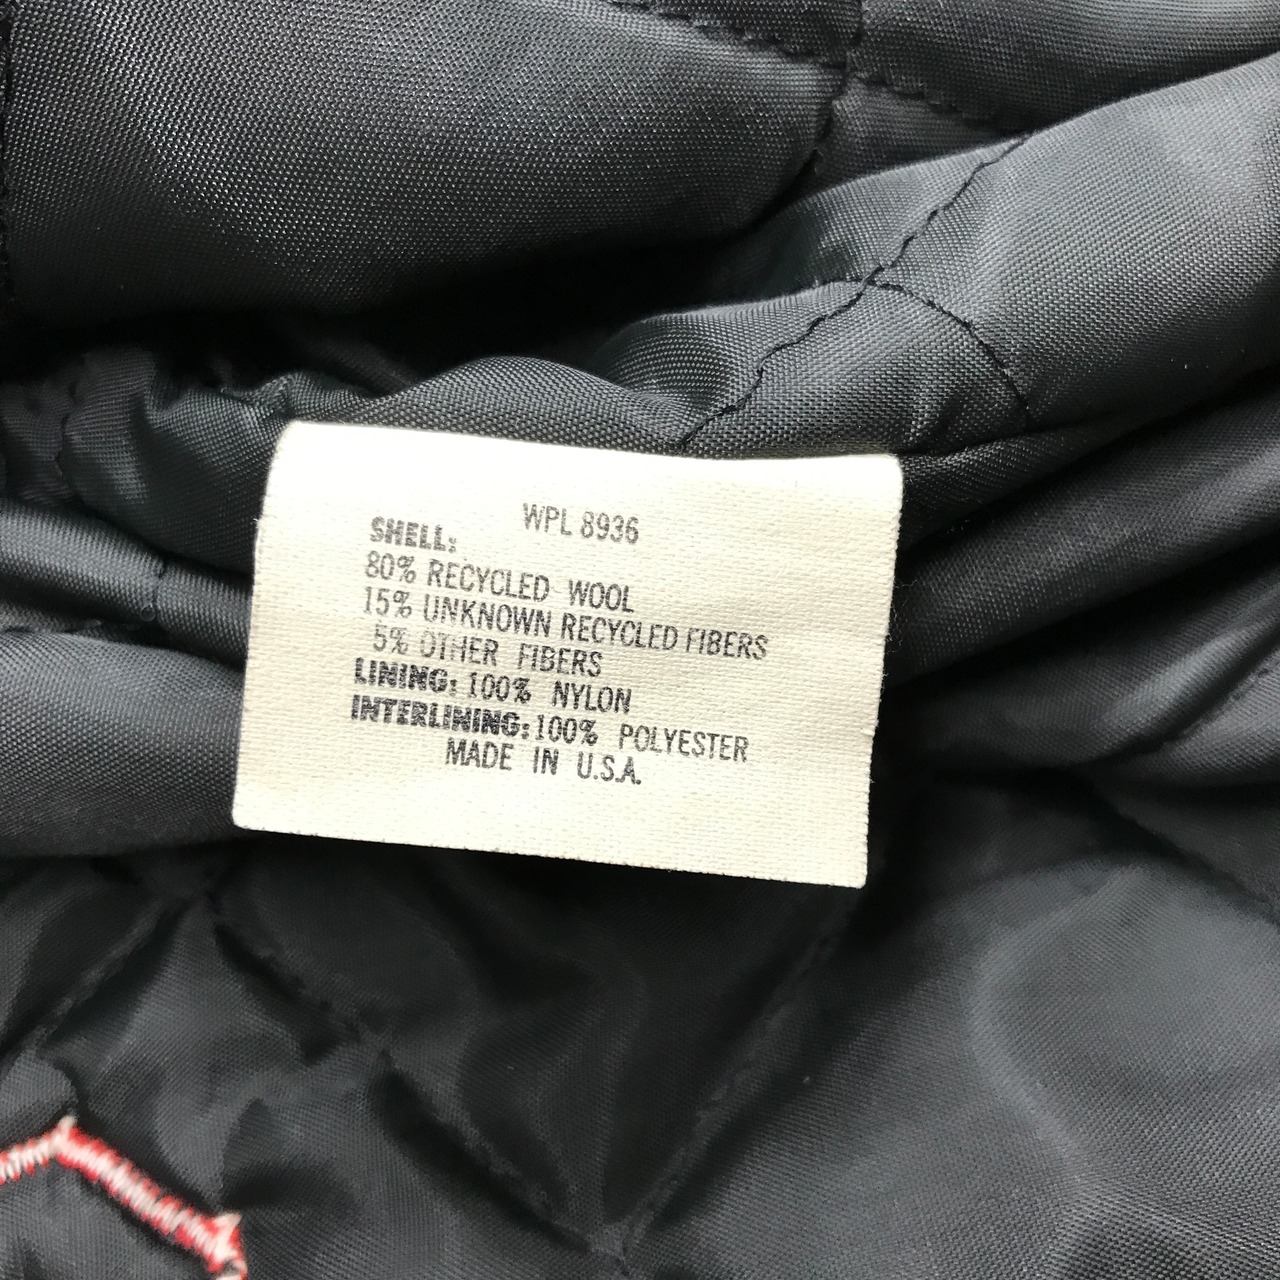 WPL 8936
SHELL:
80% RECYCLED WOOL
15% UNKNOWN RECYCLED FIBERS
5% OTHER FIBERS
LINING: 100% NYLON
INTERLINING: 100% POLYESTER
MADE IN U.S.A.